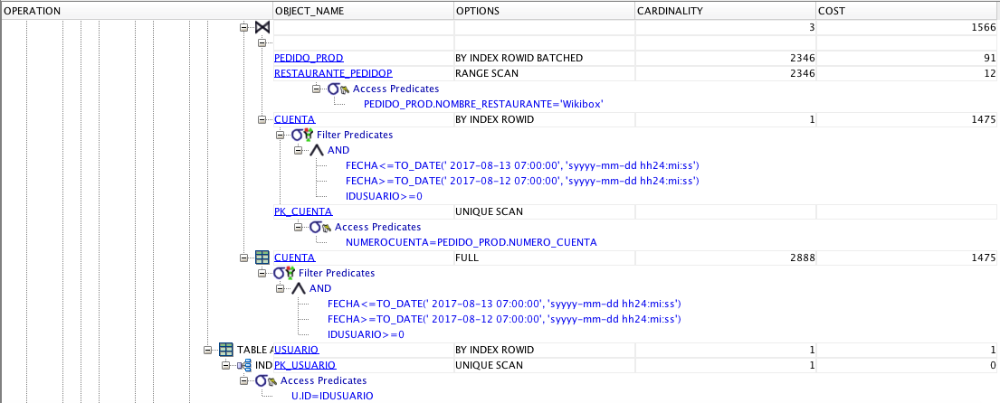 OPERATION OBJECT_NAME OPTIONS CARDINALITY COST
3 1566
PEDIDO_PROD BY INDEX ROWID BATCHED 2346 91
RESTAURANTE_PEDIDOP RANGE SCAN 2346 12
Access Predicates
PEDIDO_PROD.NOMBRE_RESTAURANTE='Wikibox'
CUENTA BY INDEX ROWID 1 1475
Filter Predicates
AND
FECHA<=TO_DATE(' 2017-08-13 07:00:00', 'syyyy-mm-dd hh24:mi:ss')
FECHA>=TO_DATE(' 2017-08-12 07:00:00', 'syyyy-mm-dd hh24:mi:ss')
IDUSUARIO>=0
PK_CUENTA UNIQUE SCAN
Access Predicates
NUMEROCUENTA=PEDIDO_PROD.NUMERO_CUENTA
CUENTA FULL 2888 1475
Filter Predicates
AND
FECHA<=TO_DATE(' 2017-08-13 07:00:00', 'syyyy-mm-dd hh24:mi:ss')
FECHA>=TO_DATE(' 2017-08-12 07:00:00', 'syyyy-mm-dd hh24:mi:ss')
IDUSUARIO>=0
TABLE A USUARIO BY INDEX ROWID 1 1
IND PK_USUARIO UNIQUE SCAN 1 0
Access Predicates
U.ID=IDUSUARIO